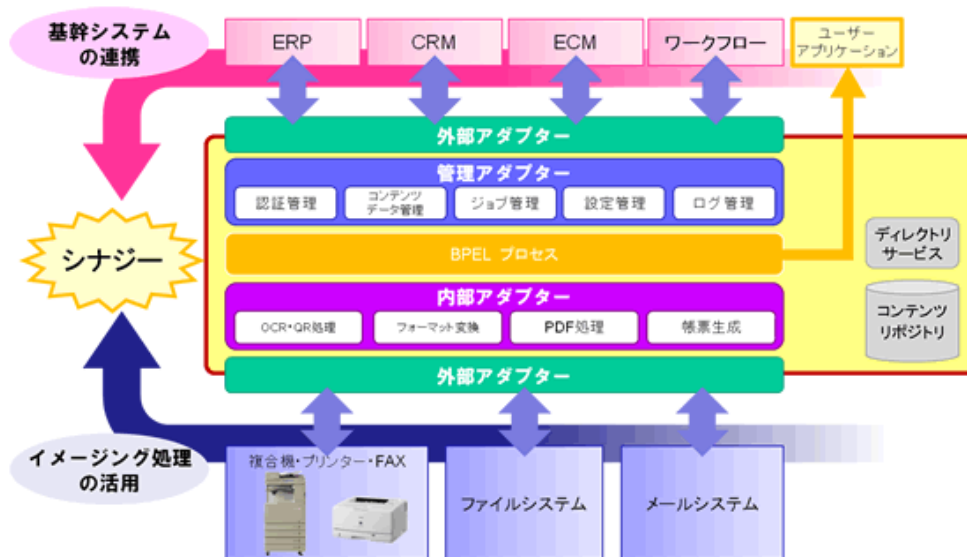 基幹システム
の連携
ERP
CRM
ECM
ワークフロー
ユーザー
アプリケーション
外部アダプター
管理アダプター
認証管理
コンテンツ
データ管理
ジョブ管理
設定管理
ログ管理
シナジー
BPEL プロセス
ディレクトリ
サービス
内部アダプター
OCR・QR処理
フォーマット変換
PDF処理
帳票生成
コンテンツ
リポジトリ
外部アダプター
イメージング処理
の活用
複合機・プリンター・FAX
ファイルシステム
メールシステム